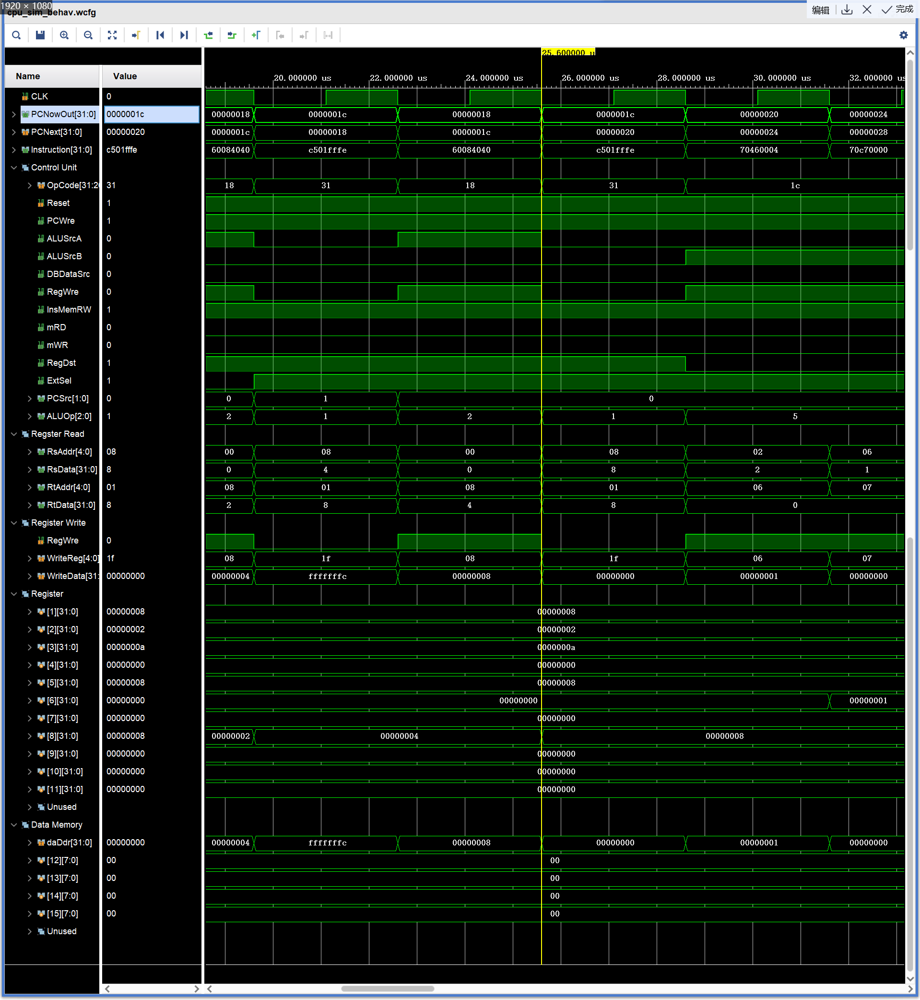 1920 × 1080
cpu_sim_behav.wcfg
编辑 完成
25.600000 u
Name Value
20.000000 us 22.000000 us 24.000000 us 26.000000 us 28.000000 us 30.000000 us 32.000000 us
CLK 0
PCNowOut[31:0] 0000001c 00000018 0000001c 00000018 0000001c 00000020 00000024
PCNext[31:0] 00000020 0000001c 00000018 0000001c 00000020 00000024 00000028
Instruction[31:0] c501fffe 60084040 c501fffe 60084040 c501fffe 70460004 70c70000
Control Unit
OpCode[31:26 31 18 31 18 31 1c
Reset 1
PCWre 1
ALUSrcA 0
ALUSrcB 0
DBDataSrc 0
RegWre 0
InsMemRW 1
mRD 0
mWR 0
RegDst 1
ExtSel 1
PCSrc[1:0] 0 0 1 0
ALUOp[2:0] 1 2 1 2 1 5
Regster Read
RsAddr[4:0] 08 00 08 00 08 02 06
RsData[31:0] 8 0 4 0 8 2 1
RtAddr[4:0] 01 08 01 08 01 06 07
RtData[31:0] 8 2 8 4 8 0
Register Write
RegWre 0
WriteReg[4:0] 1f 08 1f 08 1f 06 07
WriteData[31: 00000000 00000004 fffffffc 00000008 00000000 00000001 00000000
Register
[1][31:0] 00000008 00000008
[2][31:0] 00000002 00000002
[3][31:0] 0000000a 0000000a
[4][31:0] 00000000 00000000
[5][31:0] 00000008 00000008
[6][31:0] 00000000 00000000 00000001
[7][31:0] 00000000 00000000
[8][31:0] 00000008 00000002 00000004 00000008
[9][31:0] 00000000 00000000
[10][31:0] 00000000 00000000
[11][31:0] 00000000 00000000
Unused
Data Memory
daDdr[31:0] 00000000 00000004 fffffffc 00000008 00000000 00000001 00000000
[12][7:0] 00 00
[13][7:0] 00 00
[14][7:0] 00 00
[15][7:0] 00 00
Unused